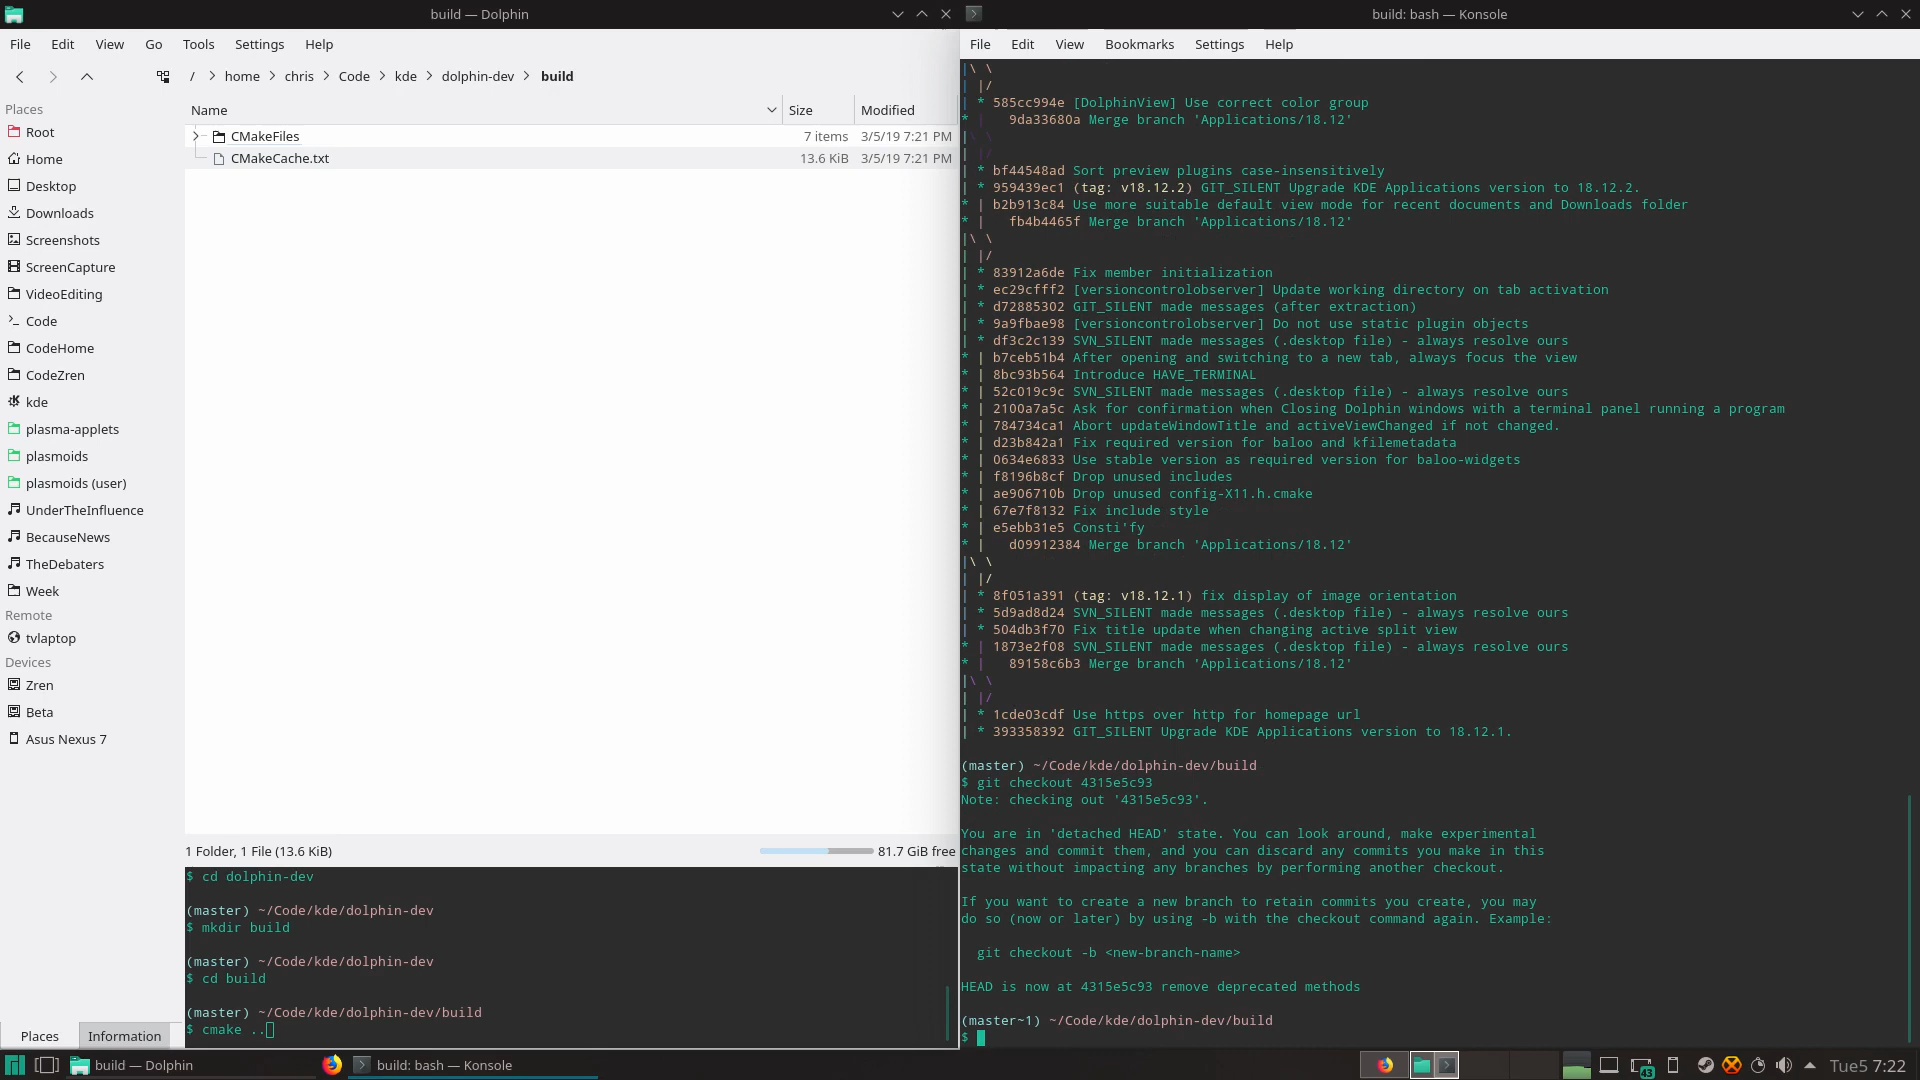 build — Dolphin
File Edit View Go Tools Settings Help
/ > home > chris > Code > kde > dolphin-dev > build
Places
Root
Home
Desktop
Downloads
Screenshots
ScreenCapture
VideoEditing
Code
CodeHome
CodeZren
kde
plasma-applets
plasmoids
plasmoids (user)
UnderTheInfluence
BecauseNews
TheDebaters
Week
Remote
tvlaptop
Devices
Zren
Beta
Asus Nexus 7
Places Information
Name Size Modified
CMakeFiles 7 items 3/5/19 7:21 PM
CMakeCache.txt 13.6 KiB 3/5/19 7:21 PM
1 Folder, 1 File (13.6 KiB) 81.7 GiB free
$ cd dolphin-dev
(master) ~/Code/kde/dolphin-dev
$ mkdir build
(master) ~/Code/kde/dolphin-dev
$ cd build
(master) ~/Code/kde/dolphin-dev/build
$ cmake ..
build: bash — Konsole
File Edit View Bookmarks Settings Help
|\ \
| |/
| * 585cc994e [DolphinView] Use correct color group
* |   9da33680a Merge branch 'Applications/18.12'
|\ \
| |/
| * bf44548ad Sort preview plugins case-insensitively
| * 959439ec1 (tag: v18.12.2) GIT_SILENT Upgrade KDE Applications version to 18.12.2.
* | b2b913c84 Use more suitable default view mode for recent documents and Downloads folder
* |   fb4b4465f Merge branch 'Applications/18.12'
|\ \
| |/
| * 83912a6de Fix member initialization
| * ec29cfff2 [versioncontrolobserver] Update working directory on tab activation
| * d72885302 GIT_SILENT made messages (after extraction)
| * 9a9fbae98 [versioncontrolobserver] Do not use static plugin objects
| * df3c2c139 SVN_SILENT made messages (.desktop file) - always resolve ours
* | b7ceb51b4 After opening and switching to a new tab, always focus the view
* | 8bc93b564 Introduce HAVE_TERMINAL
* | 52c019c9c SVN_SILENT made messages (.desktop file) - always resolve ours
* | 2100a7a5c Ask for confirmation when Closing Dolphin windows with a terminal panel running a program
* | 784734ca1 Abort updateWindowTitle and activeViewChanged if not changed.
* | d23b842a1 Fix required version for baloo and kfilemetadata
* | 0634e6833 Use stable version as required version for baloo-widgets
* | f8196b8cf Drop unused includes
* | ae906710b Drop unused config-X11.h.cmake
* | 67e7f8132 Fix include style
* | e5ebb31e5 Consti'fy
* |   d09912384 Merge branch 'Applications/18.12'
|\ \
| |/
| * 8f051a391 (tag: v18.12.1) fix display of image orientation
| * 5d9ad8d24 SVN_SILENT made messages (.desktop file) - always resolve ours
| * 504db3f70 Fix title update when changing active split view
* | 1873e2f08 SVN_SILENT made messages (.desktop file) - always resolve ours
* |   89158c6b3 Merge branch 'Applications/18.12'
|\ \
| |/
| * 1cde03cdf Use https over http for homepage url
| * 393358392 GIT_SILENT Upgrade KDE Applications version to 18.12.1.
(master) ~/Code/kde/dolphin-dev/build
$ git checkout 4315e5c93
Note: checking out '4315e5c93'.
You are in 'detached HEAD' state. You can look around, make experimental
changes and commit them, and you can discard any commits you make in this
state without impacting any branches by performing another checkout.
If you want to create a new branch to retain commits you create, you may
do so (now or later) by using -b with the checkout command again. Example:
git checkout -b <new-branch-name>
HEAD is now at 4315e5c93 remove deprecated methods
(master~1) ~/Code/kde/dolphin-dev/build
$
build — Dolphin build: bash — Konsole 43 Tue5 7:22